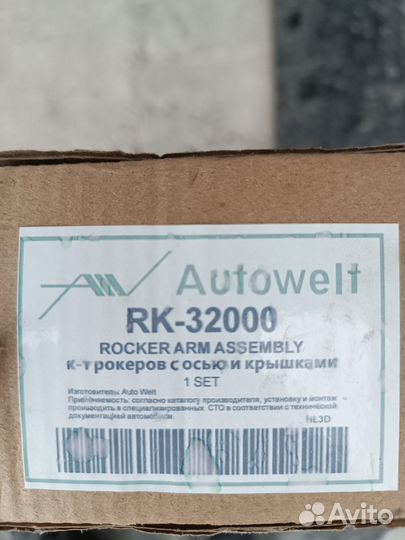 Autowelt
RK-32000
ROCKER ARM ASSEMBLY
к-т рокеров с осью и крышками
1 SET
Изготовитель: Auto Welt
Применяемость: согласно каталогу производителя, установку и монтаж
производить в специализированных СТО в соответствии с технической
документацией автомобиля.
HL3D
Avito